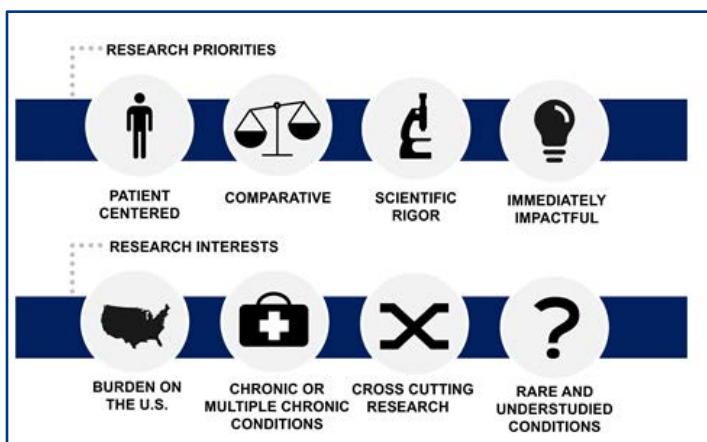 RESEARCH PRIORITIES
PATIENT
CENTERED
COMPARATIVE
SCIENTIFIC
RIGOR
IMMEDIATELY
IMPACTFUL
RESEARCH INTERESTS
BURDEN ON
THE U.S.
CHRONIC OR
MULTIPLE CHRONIC
CONDITIONS
CROSS CUTTING
RESEARCH
RARE AND
UNDERSTUDIED
CONDITIONS